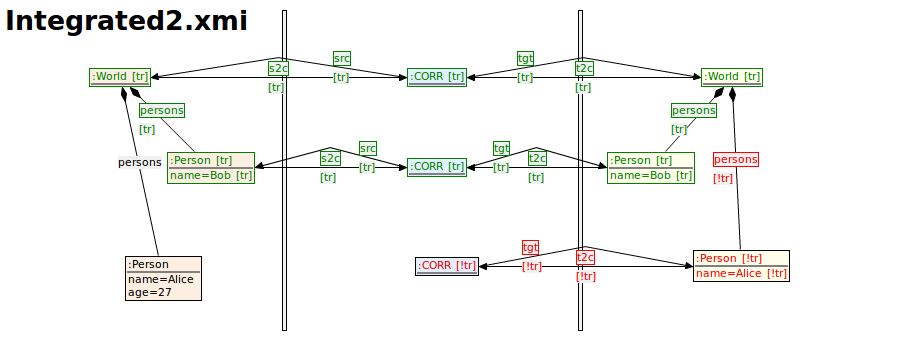 Integrated2.xmi
src
tgt
s2c
t2c
:World [tr]
:CORR [tr]
:World [tr]
[tr]
[tr]
[tr]
[tr]
persons
persons
[tr]
[tr]
src
tgt
s2c
t2c
persons
persons
:Person [tr]
:CORR [tr]
:Person [tr]
[tr]
[tr]
name=Bob [tr]
name=Bob [tr]
[tr]
[tr]
[!tr]
tgt
t2c
:Person
:CORR [!tr]
[!tr]
:Person [!tr]
name=Alice
[!tr]
name=Alice [!tr]
age=27